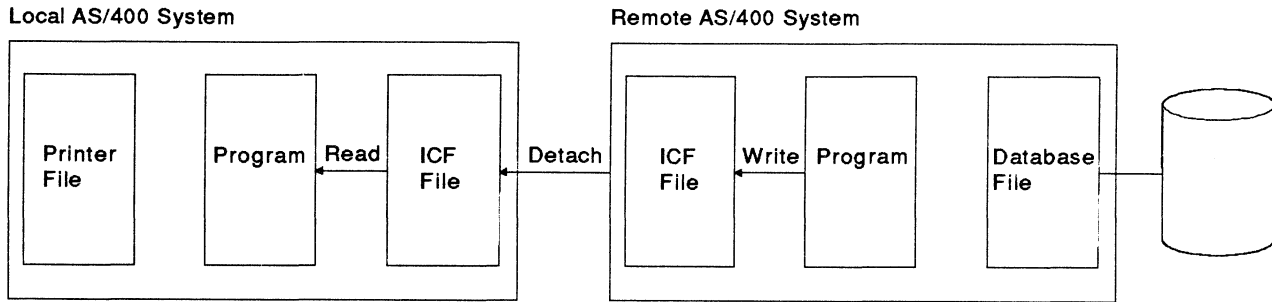 Local AS/400 System
Remote AS/400 System
Printer
File
Program
Read
ICF
File
Detach
ICF
File
Write
Program
Database
File